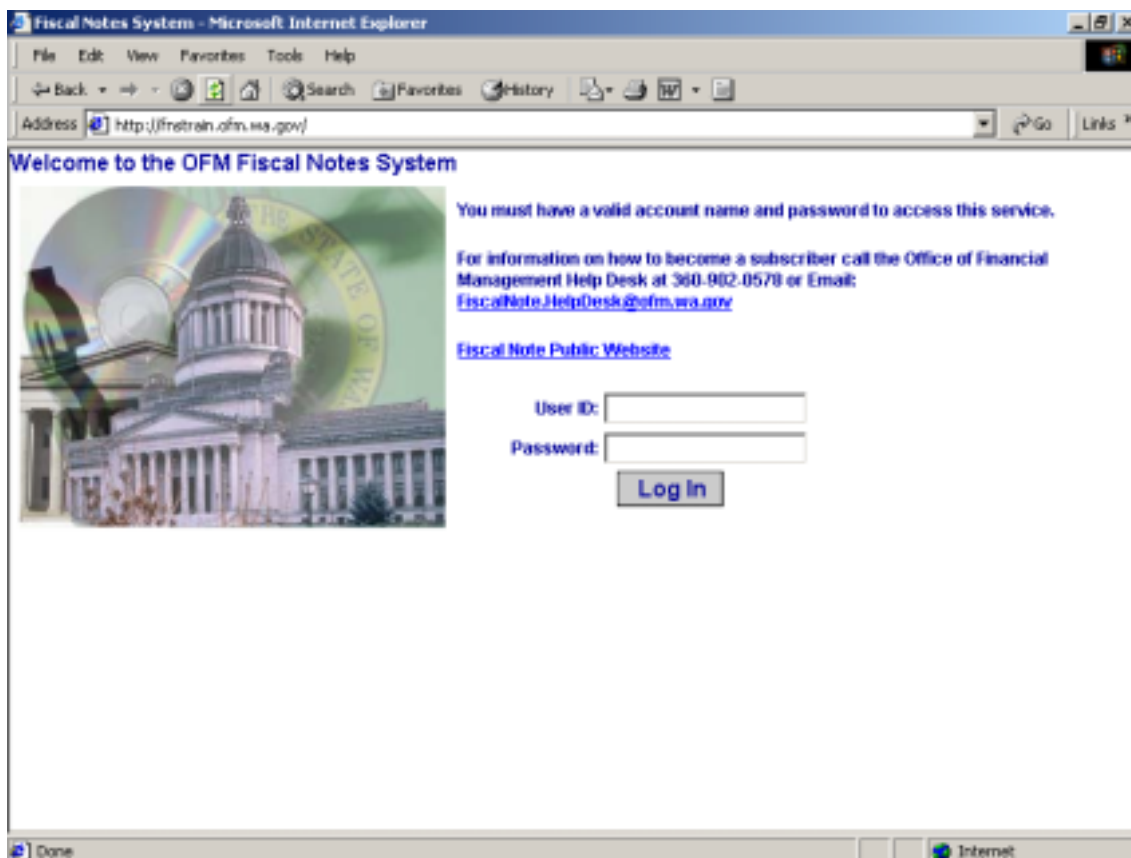 Fiscal Notes System - Microsoft Internet Explorer
File Edit View Favorites Tools Help
Back Search Favorites History
Address http://fnstrain.ofm.wa.gov/ Go Links »
Welcome to the OFM Fiscal Notes System
THE STATE OF WA
You must have a valid account name and password to access this service.
For information on how to become a subscriber call the Office of Financial
Management Help Desk at 360-902-0578 or Email:
FiscalNote.HelpDesk@ofm.wa.gov
Fiscal Note Public Website
User ID:
Password:
Log In
Done Internet